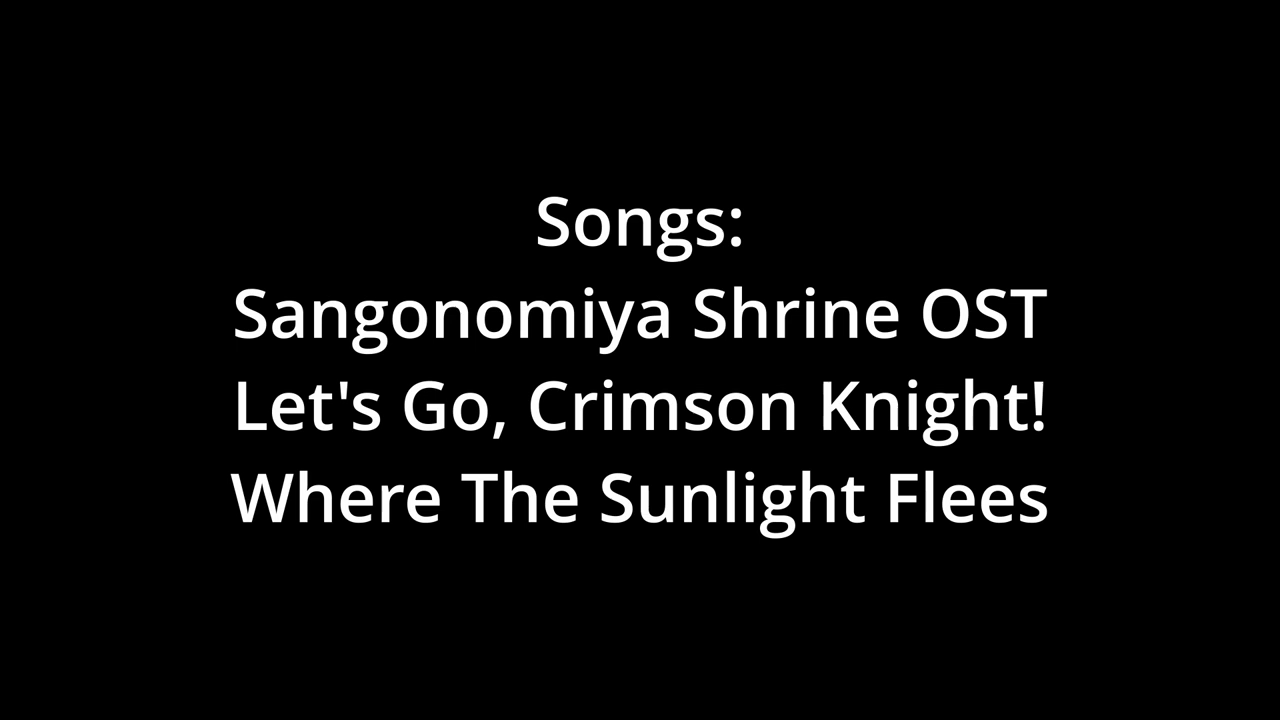 Songs:
Sangonomiya Shrine OST
Let's Go, Crimson Knight!
Where The Sunlight Flees